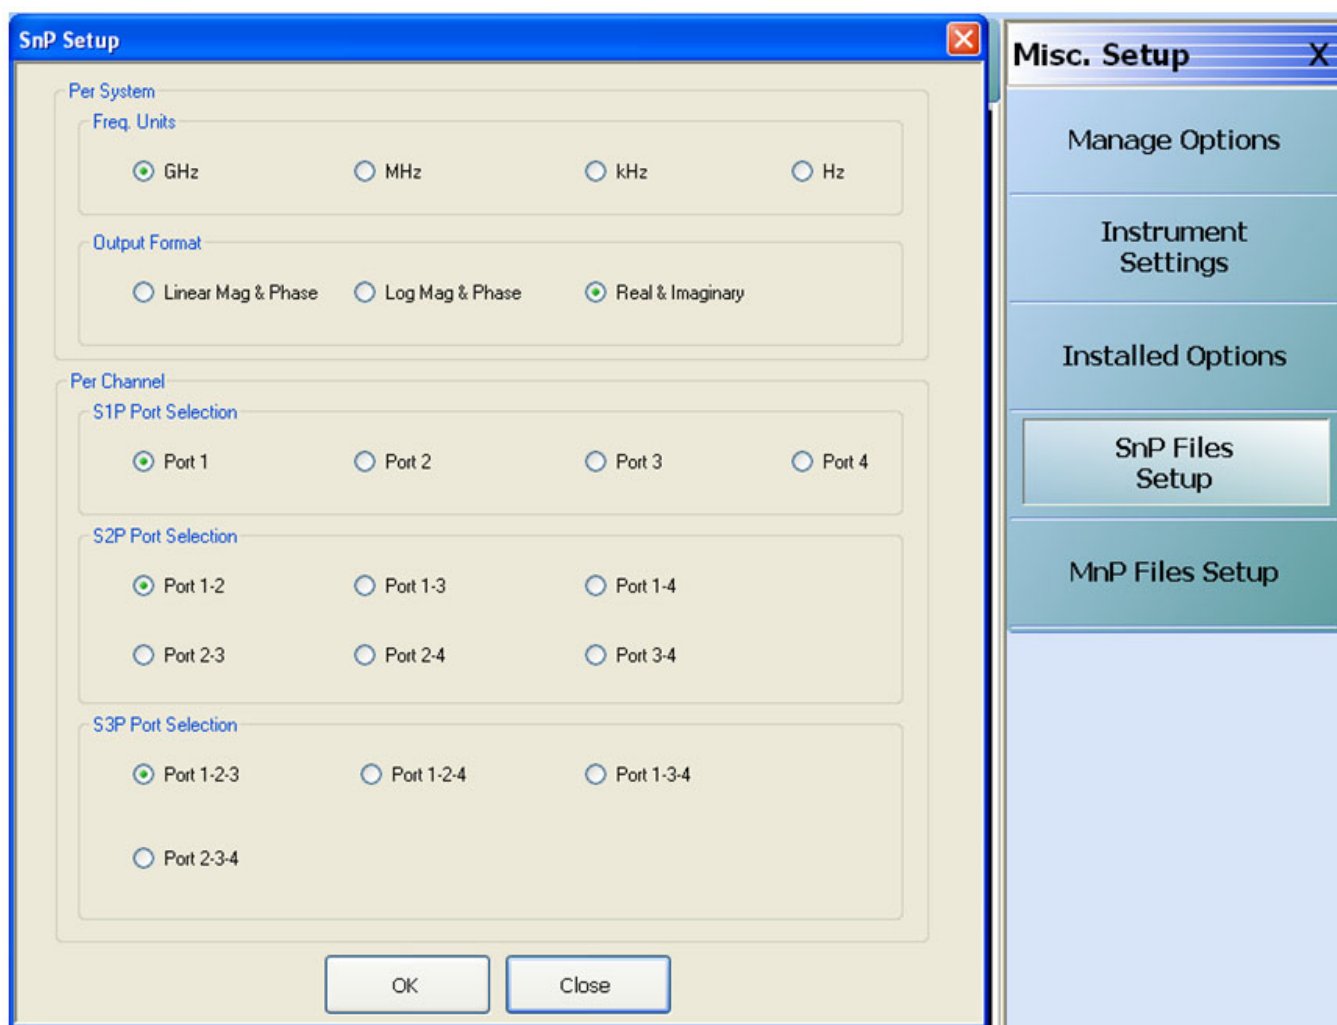 SnP Setup
Per System
Freq. Units
GHz
MHz
kHz
Hz
Output Format
Linear Mag & Phase
Log Mag & Phase
Real & Imaginary
Per Channel
S1P Port Selection
Port 1
Port 2
Port 3
Port 4
S2P Port Selection
Port 1-2
Port 1-3
Port 1-4
Port 2-3
Port 2-4
Port 3-4
S3P Port Selection
Port 1-2-3
Port 1-2-4
Port 1-3-4
Port 2-3-4
OK
Close
Misc. Setup X
Manage Options
Instrument
Settings
Installed Options
SnP Files
Setup
MnP Files Setup